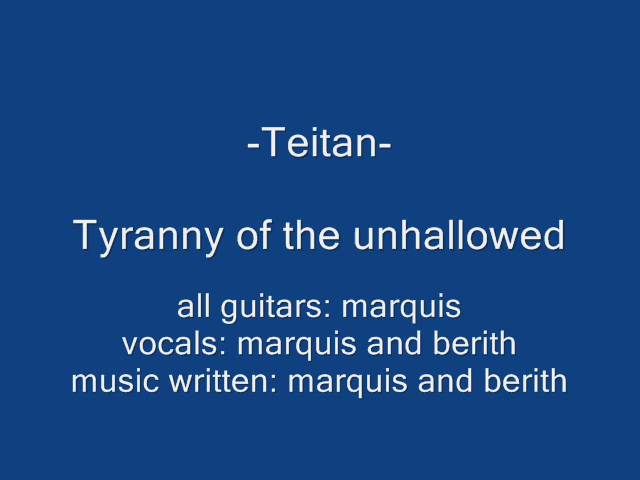 -Teitan-
Tyranny of the unhallowed
all guitars: marquis
vocals: marquis and berith
music written: marquis and berith